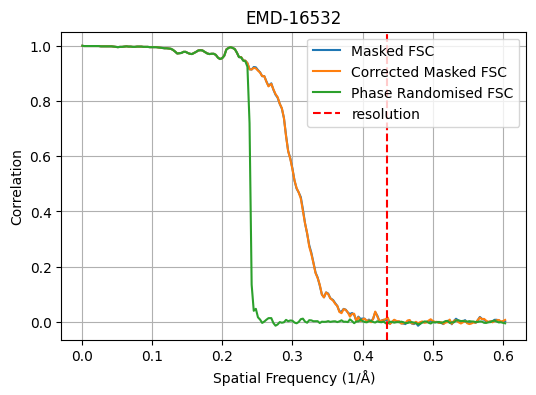 EMD-16532
Masked FSC
Corrected Masked FSC
Phase Randomised FSC
resolution
Correlation
1.0
0.8
0.6
0.4
0.2
0.0
0.0 0.1 0.2 0.3 0.4 0.5 0.6
Spatial Frequency (1/Å)